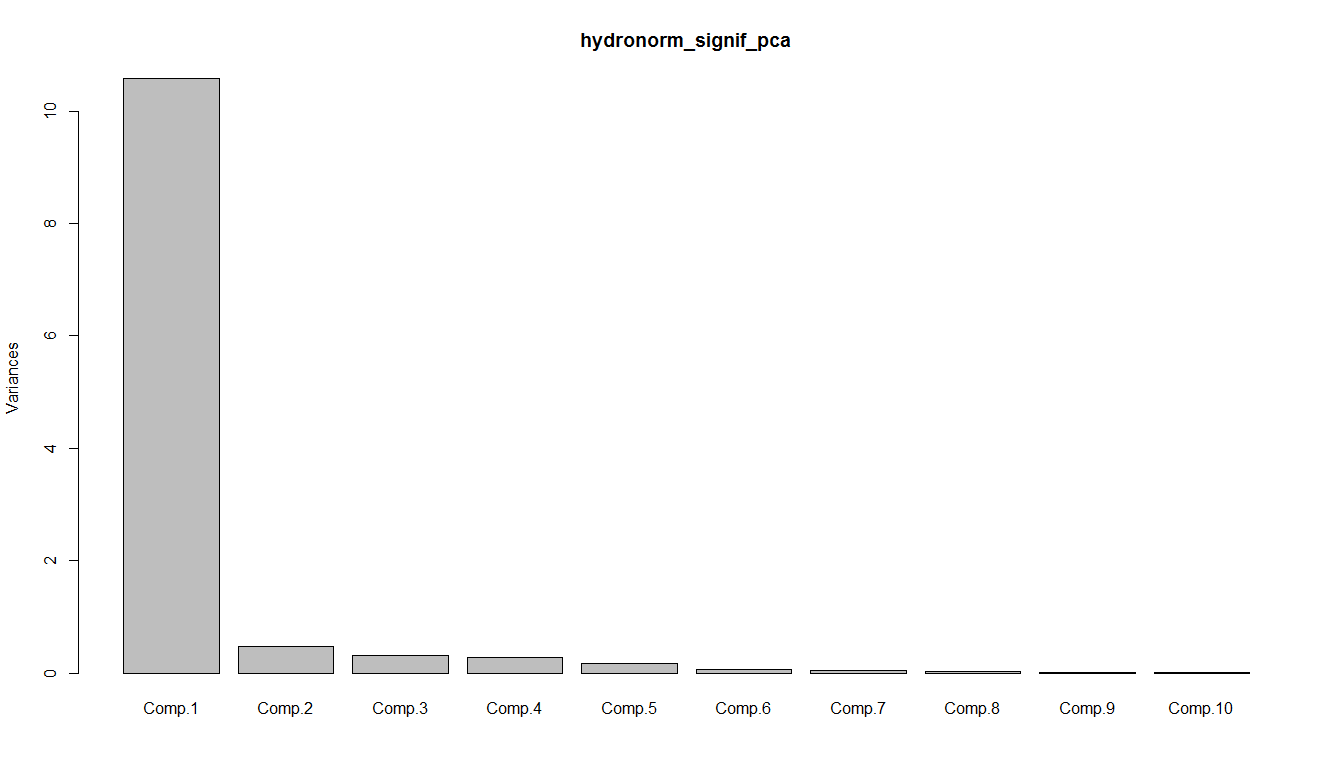 hydronorm_signif_pca
Variances
10
8
6
4
2
0
Comp.1 Comp.2 Comp.3 Comp.4 Comp.5 Comp.6 Comp.7 Comp.8 Comp.9 Comp.10